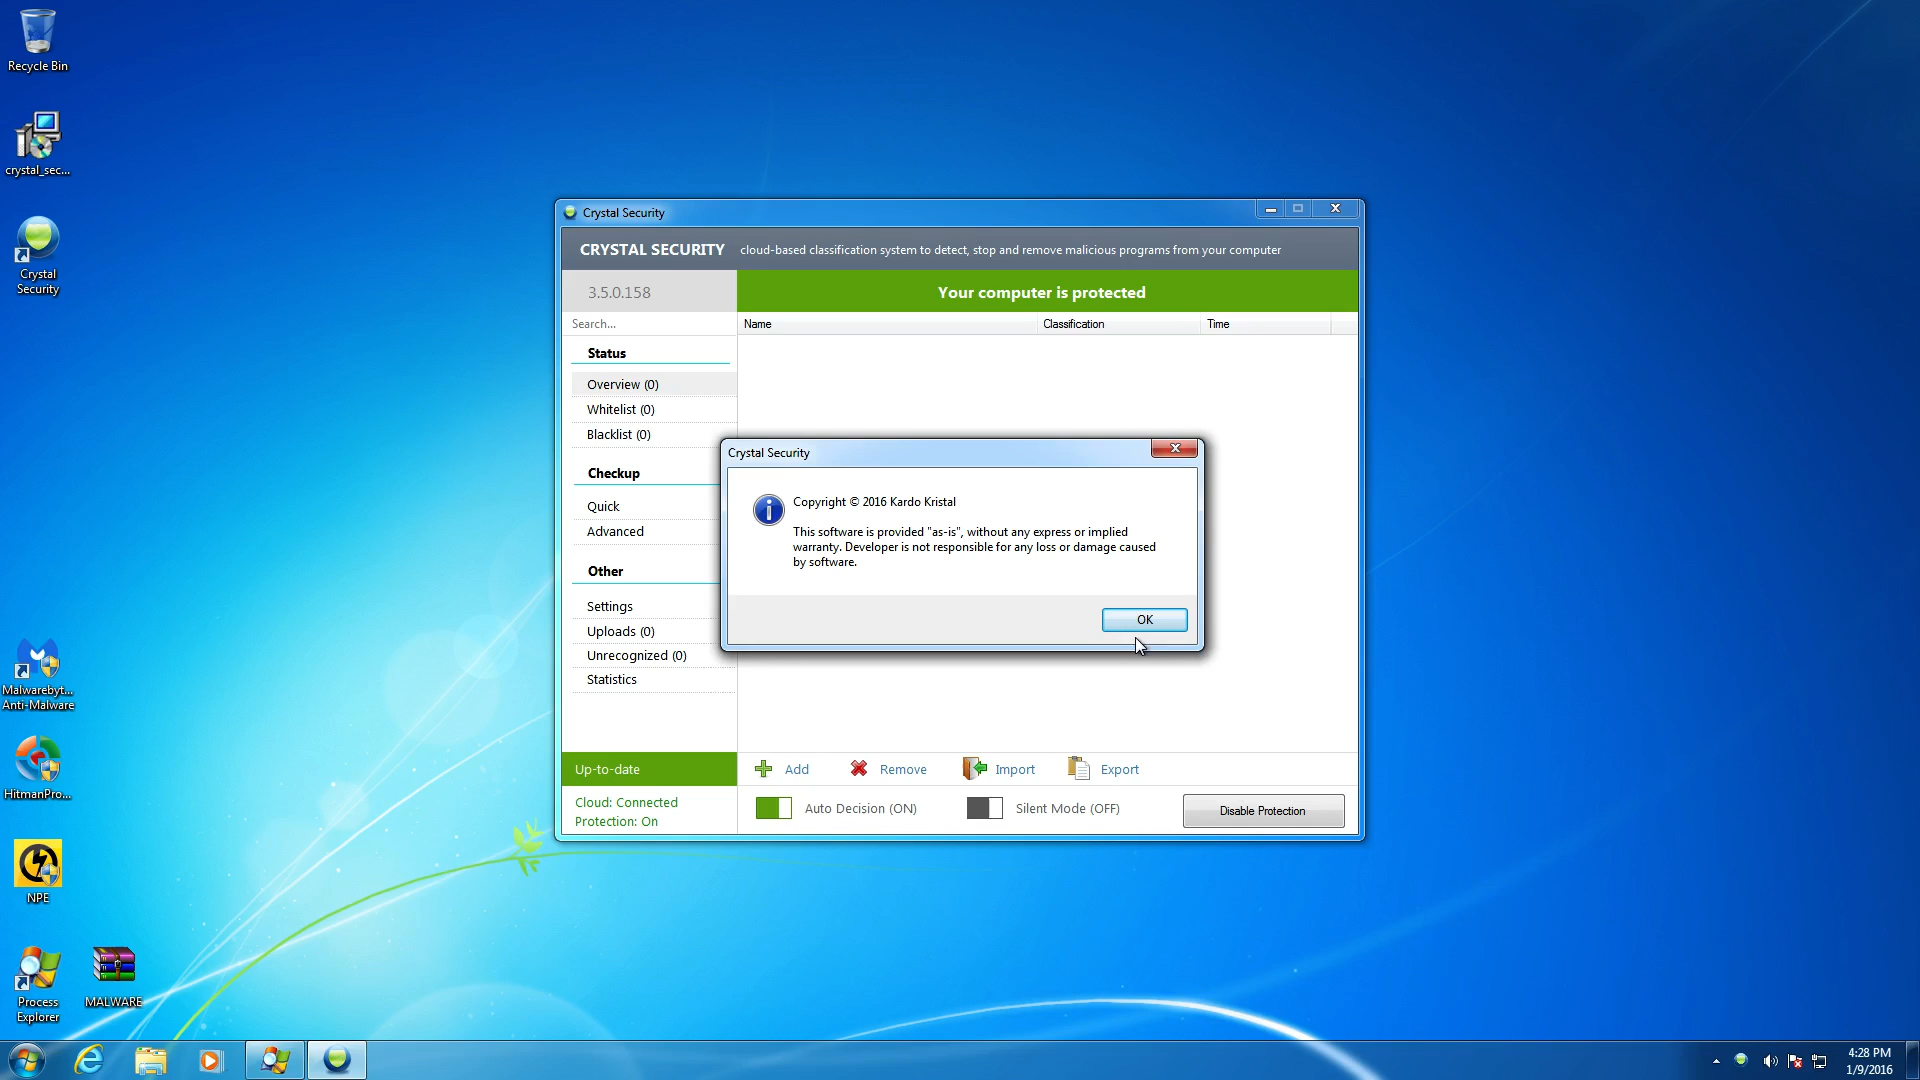 Recycle Bin
crystal_sec...
Crystal
Security
Malwarebyt...
Anti-Malware
HitmanPro...
NPE
Process
Explorer
MALWARE
Crystal Security
CRYSTAL SECURITY cloud-based classification system to detect, stop and remove malicious programs from your computer
3.5.0.158
Your computer is protected
Search...
Name Classification Time
Status
Overview (0)
Whitelist (0)
Blacklist (0)
Checkup
Quick
Advanced
Other
Settings
Uploads (0)
Unrecognized (0)
Statistics
Crystal Security
Copyright © 2016 Kardo Kristal
This software is provided "as-is", without any express or implied
warranty. Developer is not responsible for any loss or damage caused
by software.
OK
Up-to-date
Add Remove Import Export
Cloud: Connected
Protection: On
Auto Decision (ON) Silent Mode (OFF) Disable Protection
4:28 PM
1/9/2016